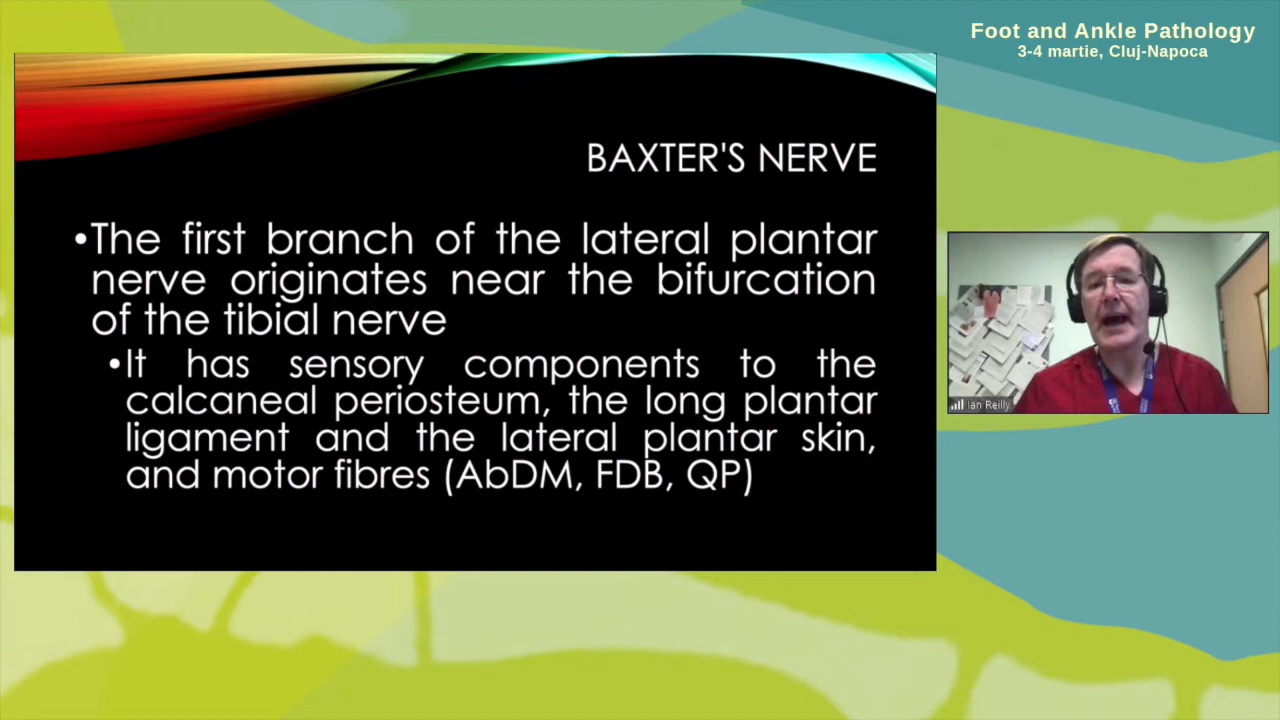 Foot and Ankle Pathology
3-4 martie, Cluj-Napoca
BAXTER'S NERVE
•The first branch of the lateral plantar
nerve originates near the bifurcation
of the tibial nerve
•It has sensory components to the
calcaneal periosteum, the long plantar
ligament and the lateral plantar skin,
and motor fibres (AbDM, FDB, QP)
Ian Reilly